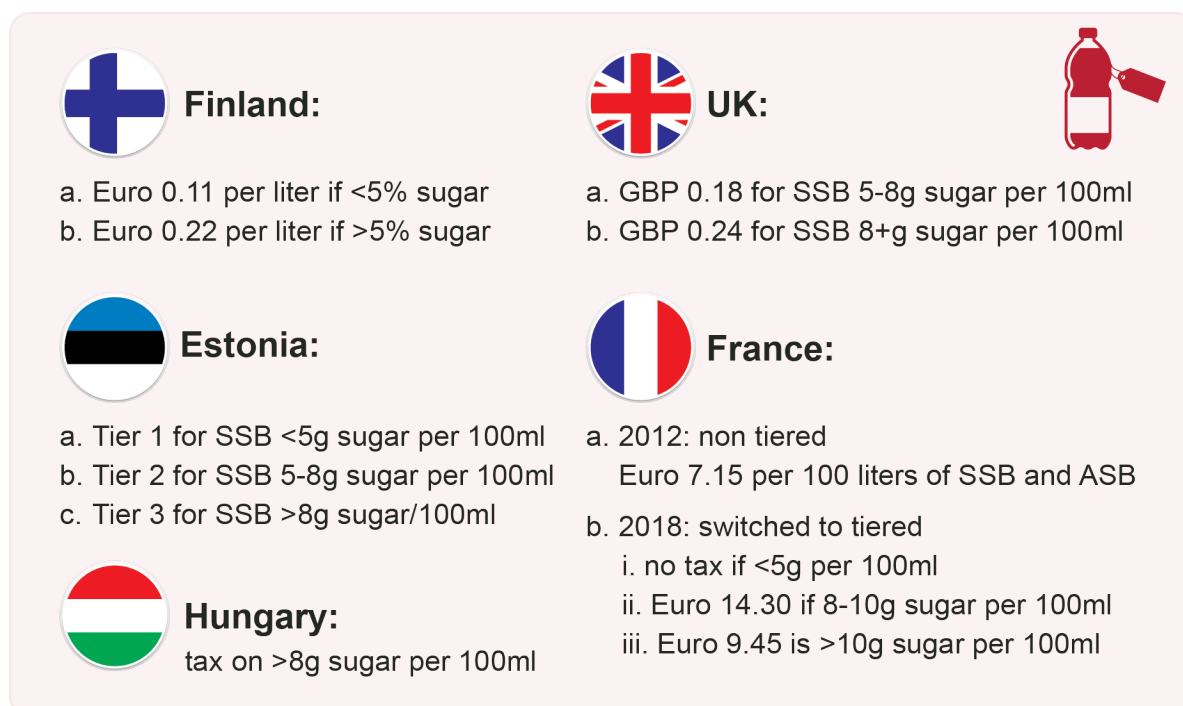 Finland:
a. Euro 0.11 per liter if <5% sugar
b. Euro 0.22 per liter if >5% sugar
UK:
a. GBP 0.18 for SSB 5-8g sugar per 100ml
b. GBP 0.24 for SSB 8+g sugar per 100ml
Estonia:
a. Tier 1 for SSB <5g sugar per 100ml
b. Tier 2 for SSB 5-8g sugar per 100ml
c. Tier 3 for SSB >8g sugar/100ml
France:
a. 2012: non tiered
Euro 7.15 per 100 liters of SSB and ASB
b. 2018: switched to tiered
i. no tax if <5g per 100ml
ii. Euro 14.30 if 8-10g sugar per 100ml
iii. Euro 9.45 is >10g sugar per 100ml
Hungary:
tax on >8g sugar per 100ml